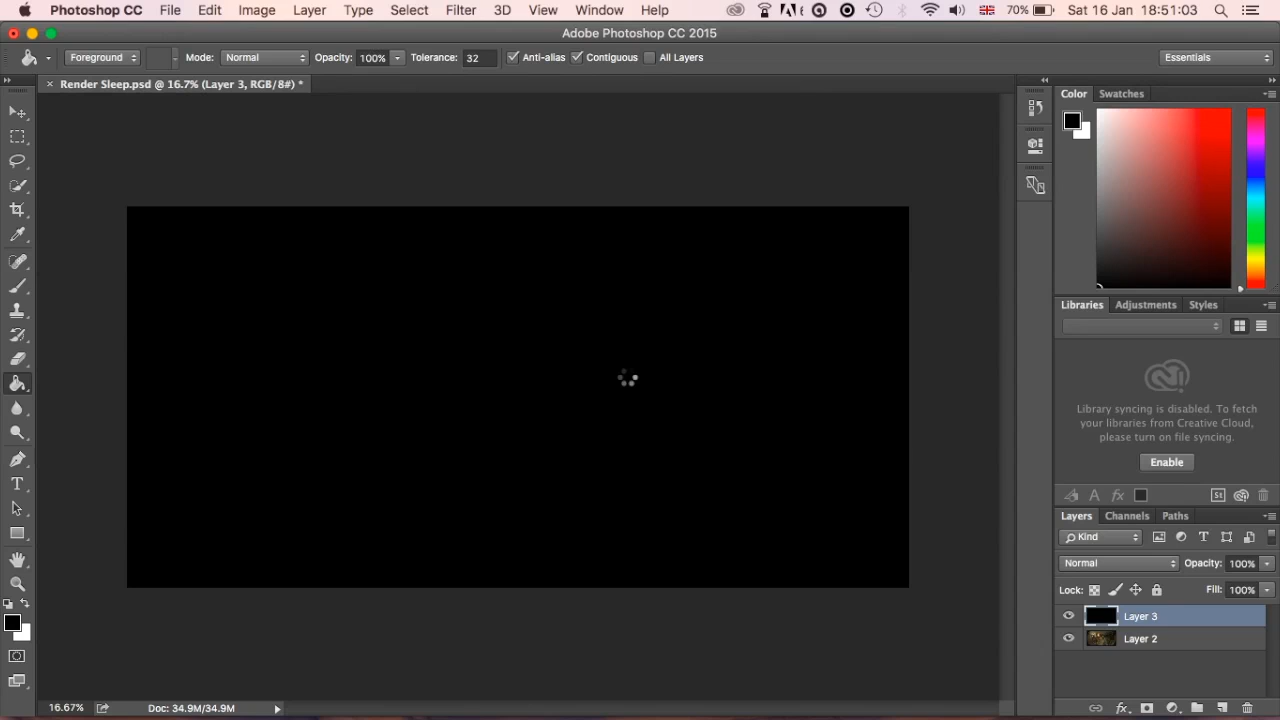 Photoshop CC File Edit Image Layer Type Select Filter 3D View Window Help 70% Sat 16 Jan 18:51:03
Adobe Photoshop CC 2015
Foreground Mode: Normal Opacity: 100% Tolerance: 32 Anti-alias Contiguous All Layers Essentials
Render Sleep.psd @ 16.7% (Layer 3, RGB/8#) *
Color Swatches
Libraries Adjustments Styles
Library syncing is disabled. To fetch
your libraries from Creative Cloud,
please turn on file syncing.
Enable
Layers Channels Paths
Kind
Normal Opacity: 100%
Lock: Fill: 100%
Layer 3
Layer 2
16.67% Doc: 34.9M/34.9M